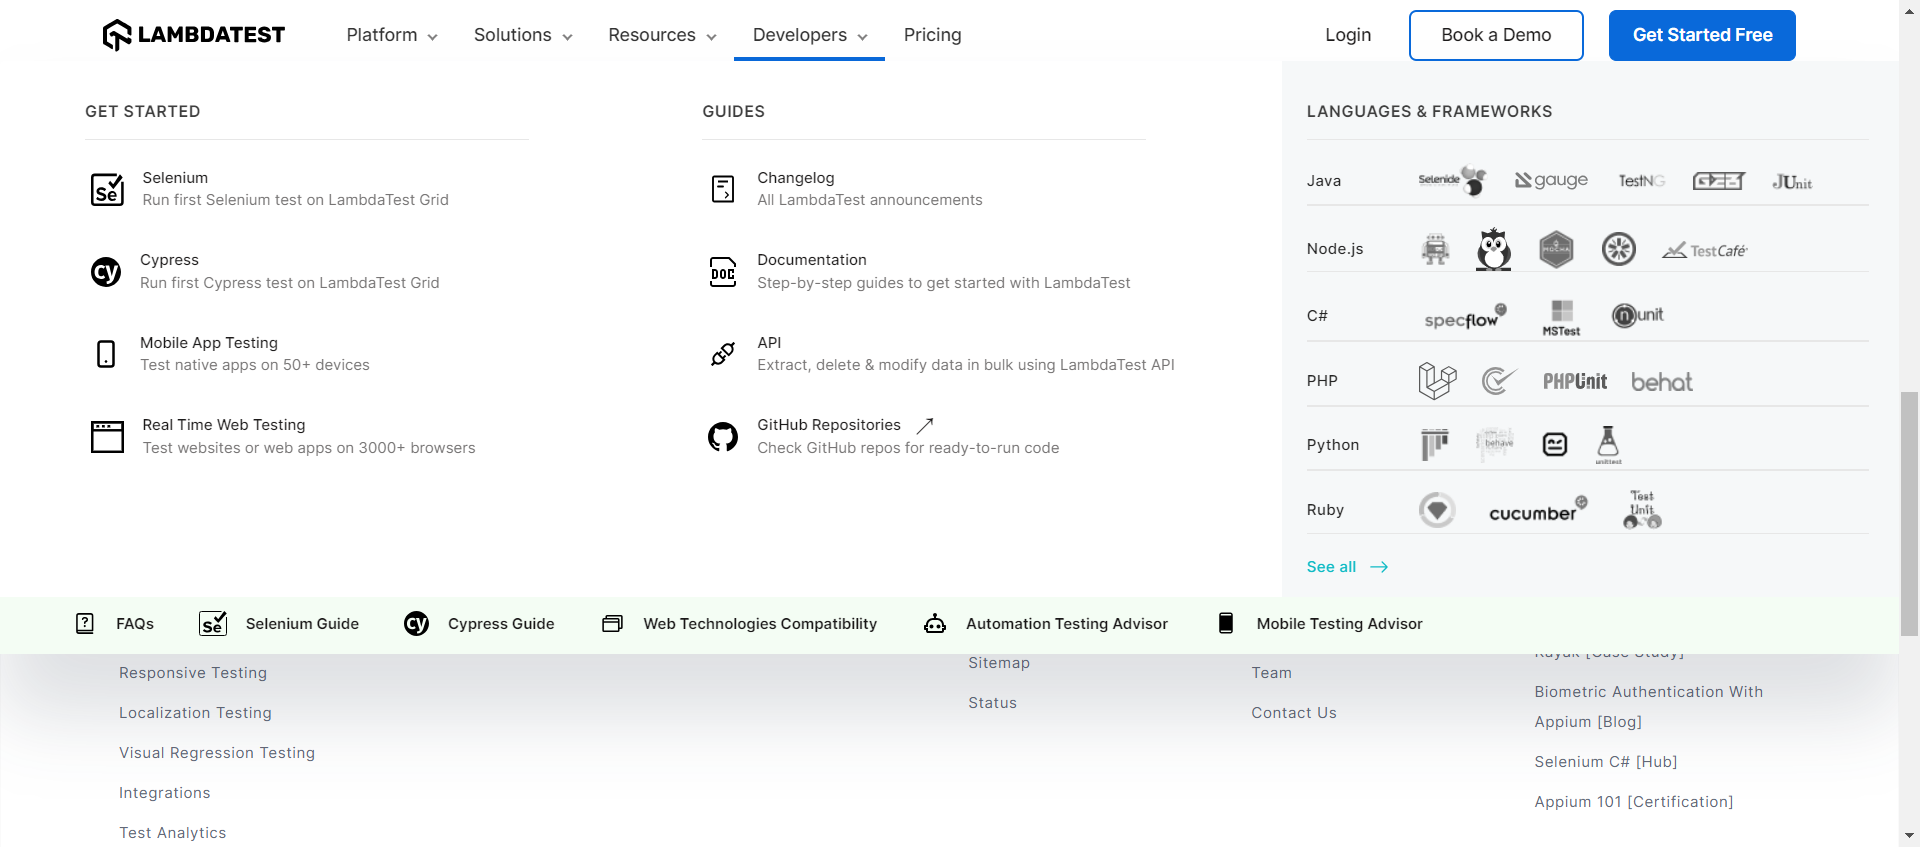 LAMBDATEST
Platform
Solutions
Resources
Developers
Pricing
Login
Book a Demo
Get Started Free
GET STARTED
Selenium
Run first Selenium test on LambdaTest Grid
Cypress
Run first Cypress test on LambdaTest Grid
Mobile App Testing
Test native apps on 50+ devices
Real Time Web Testing
Test websites or web apps on 3000+ browsers
GUIDES
Changelog
All LambdaTest announcements
DOC
Documentation
Step-by-step guides to get started with LambdaTest
API
Extract, delete & modify data in bulk using LambdaTest API
GitHub Repositories
Check GitHub repos for ready-to-run code
LANGUAGES & FRAMEWORKS
Java
Selenide
gauge
TestNG
JUnit
Node.js
MOCHA
TestCafé
C#
specflow
MSTest
nunit
PHP
PHPUnit
behat
Python
behave
unittest
Ruby
cucumber
Test
Unit
See all
FAQs
Selenium Guide
Cypress Guide
Web Technologies Compatibility
Automation Testing Advisor
Mobile Testing Advisor
Responsive Testing
Localization Testing
Visual Regression Testing
Integrations
Test Analytics
Sitemap
Status
Team
Contact Us
Kayak [Case Study]
Biometric Authentication With
Appium [Blog]
Selenium C# [Hub]
Appium 101 [Certification]